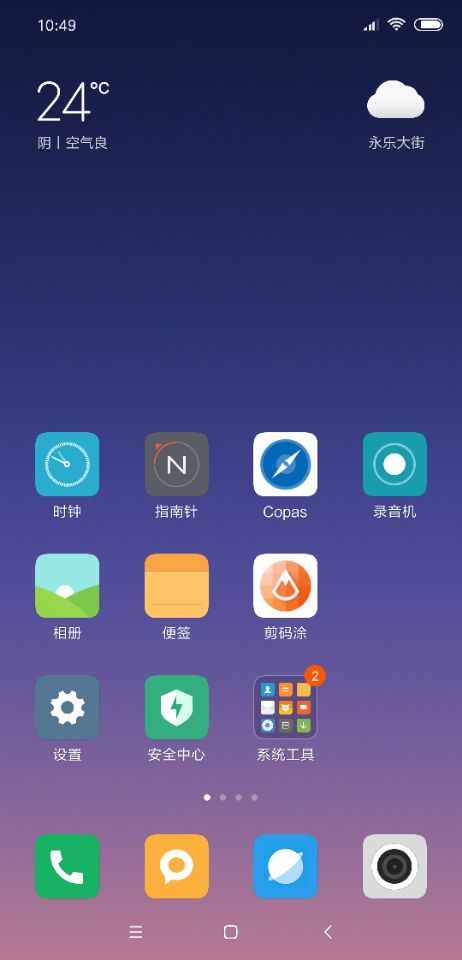 10:49
24°C
阴丨空气良
永乐大街
时钟
指南针
Copas
录音机
相册
便签
剪码涂
设置
安全中心
2
系统工具